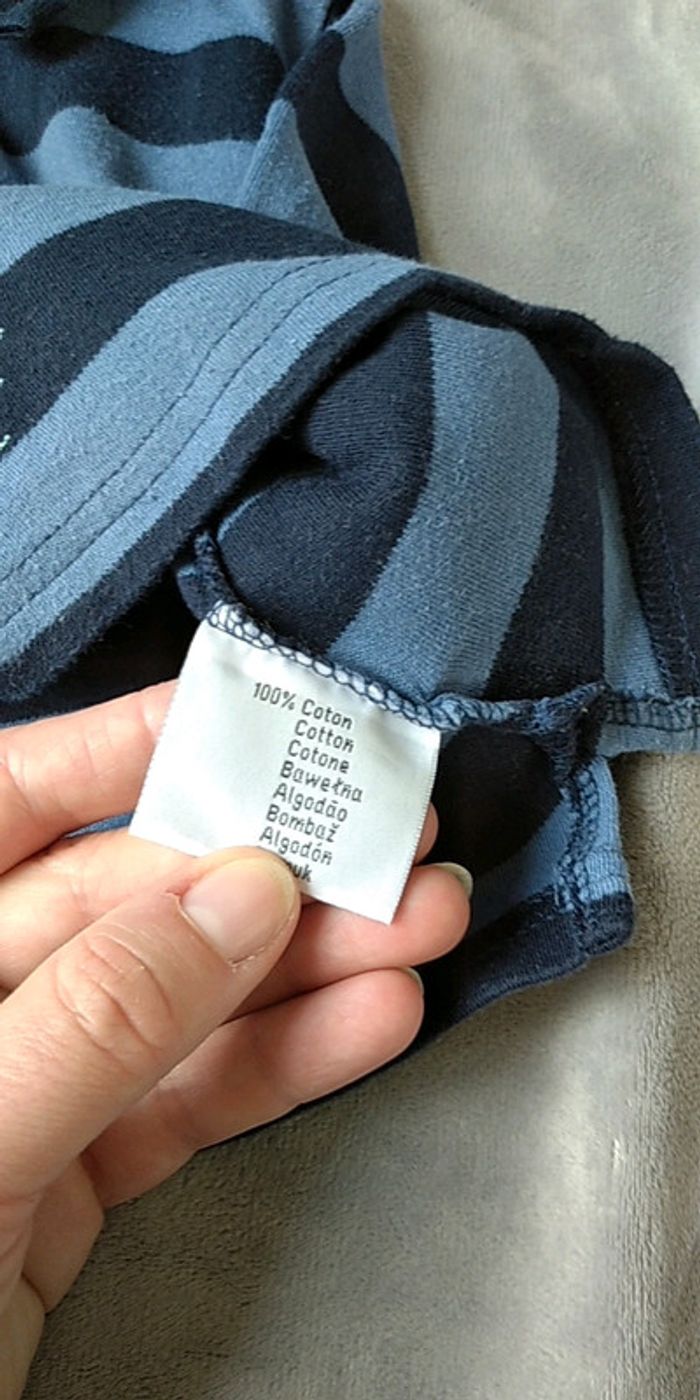 100% Coton
Cotton
Cotone
Bawełna
Algodão
Bombaž
Algodón